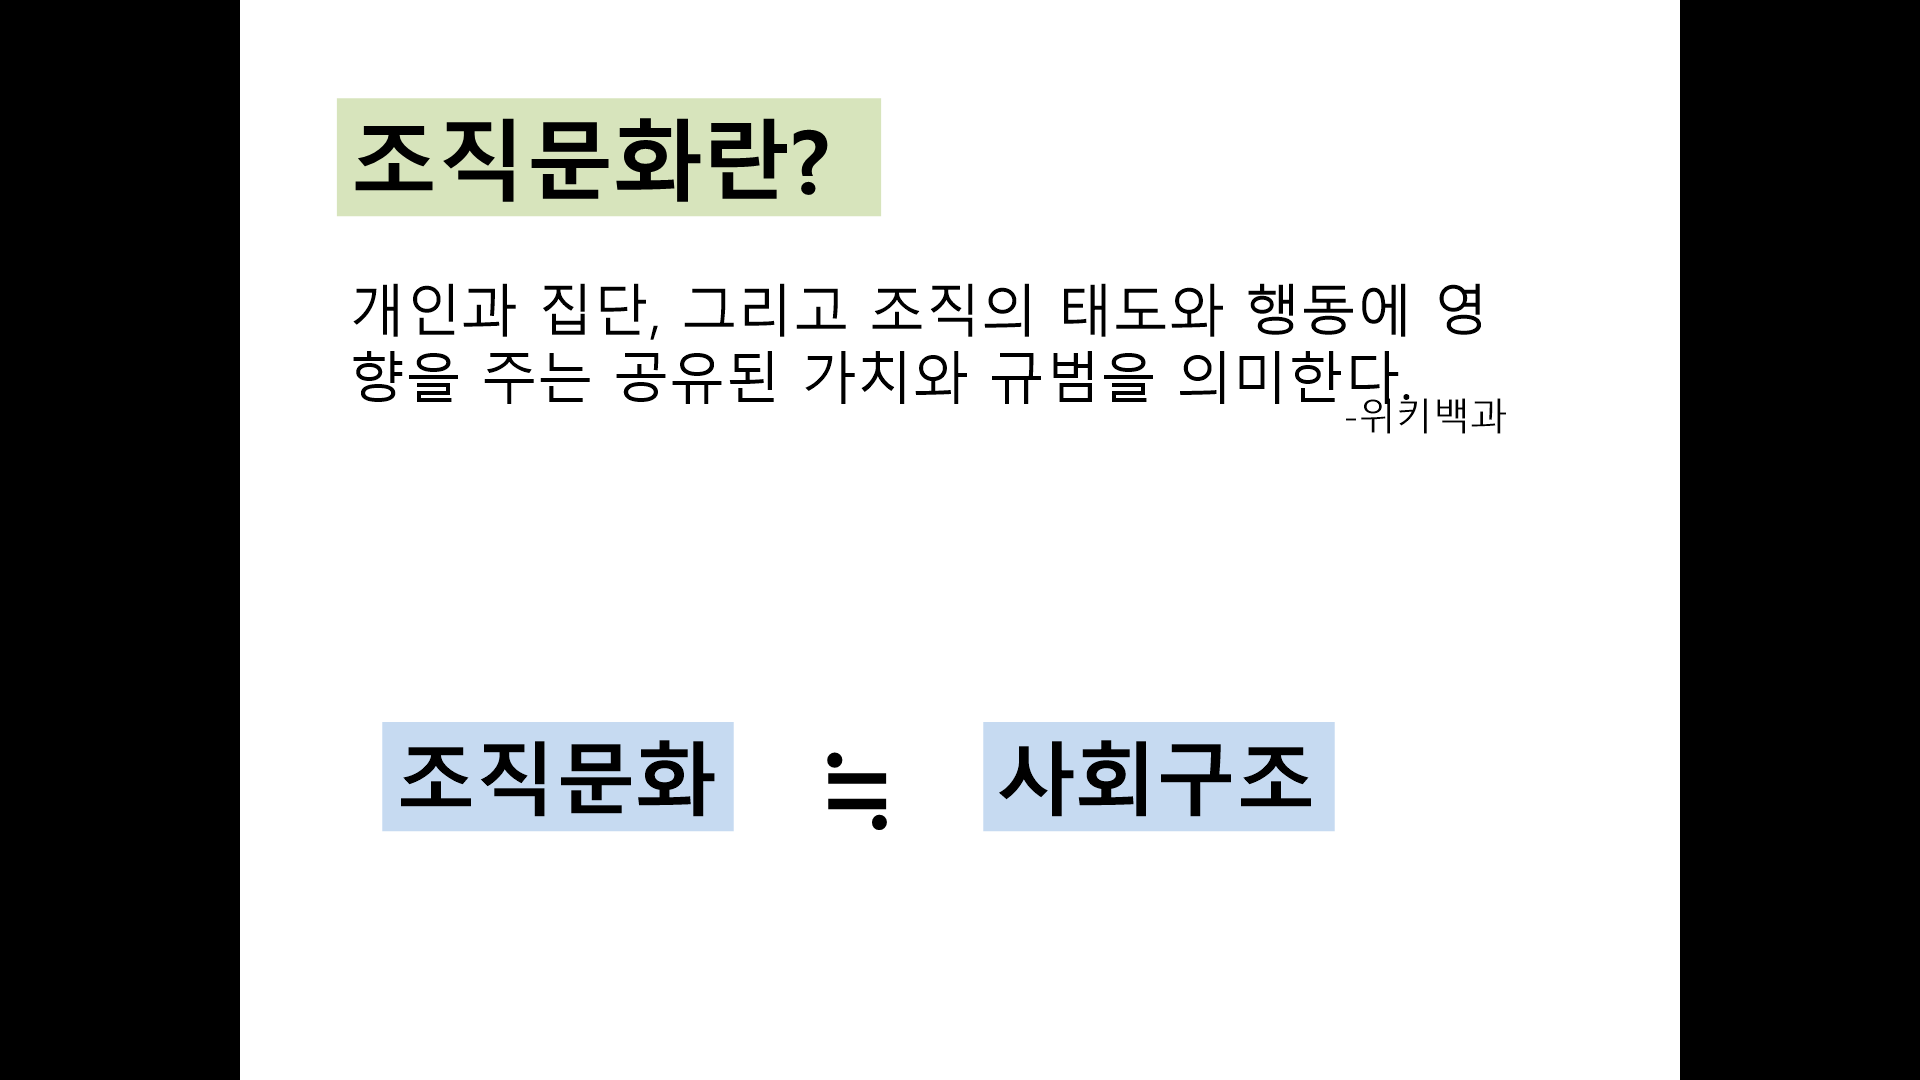 조직문화란?
개인과 집단, 그리고 조직의 태도와 행동에 영
향을 주는 공유된 가치와 규범을 의미한다.
-위키백과
조직문화 ≒ 사회구조